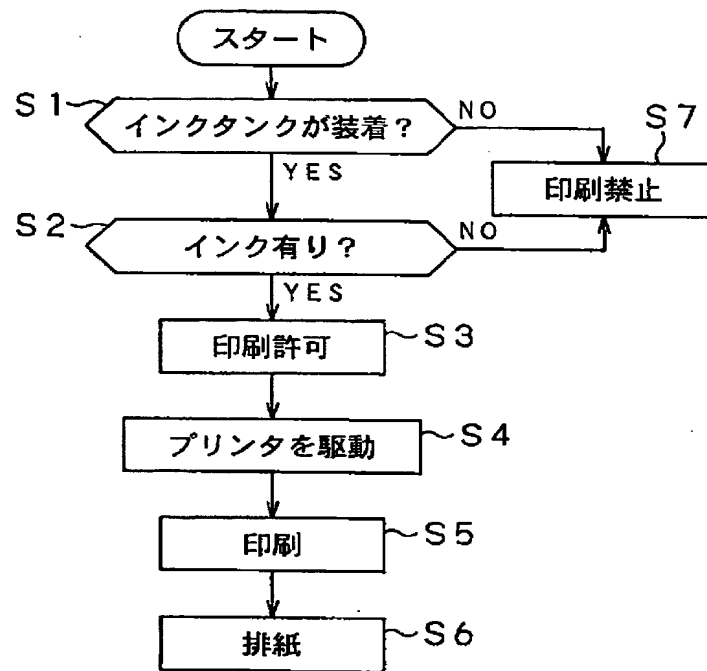 スタート
S1
インクタンクが装着?
NO
S7
印刷禁止
YES
S2
インク有り?
NO
YES
印刷許可
S3
プリンタを駆動
S4
印刷
S5
排紙
S6